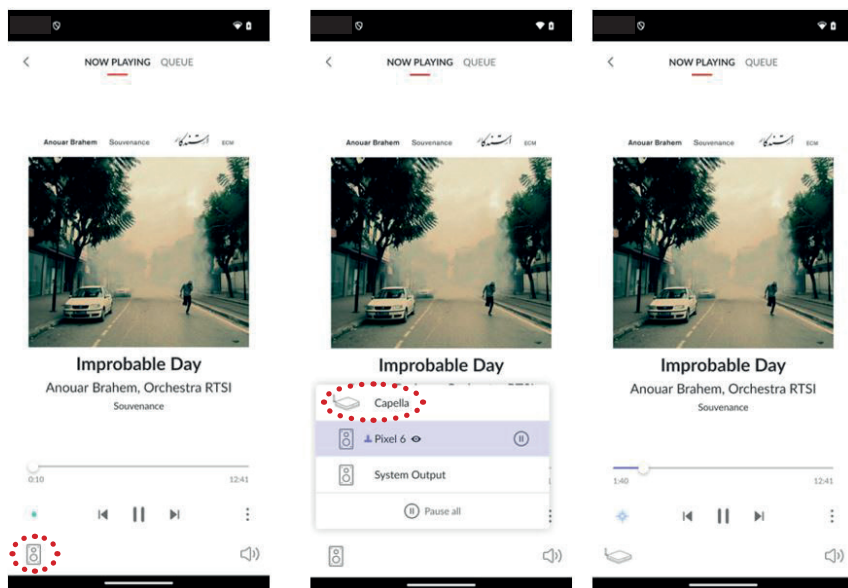 NOW PLAYING QUEUE
Anouar Brahem Souvenance ECM
Improbable Day
Anouar Brahem, Orchestra RTSI
Souvenance
0:10 12:41
NOW PLAYING QUEUE
Anouar Brahem Souvenance ECM
Improbable Day
Capella
Pixel 6
System Output
Pause all
NOW PLAYING QUEUE
Anouar Brahem Souvenance ECM
Improbable Day
Anouar Brahem, Orchestra RTSI
Souvenance
1:40 12:41